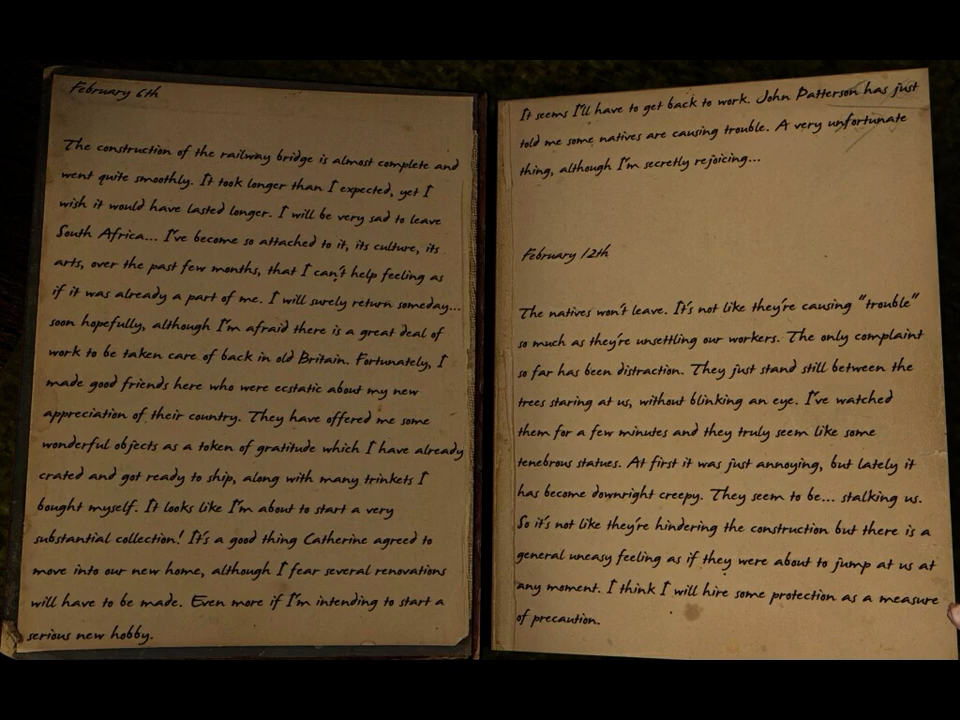 February 6th
The construction of the railway bridge is almost complete and
went quite smoothly. It took longer than I expected, yet I
wish it would have lasted longer. I will be very sad to leave
South Africa... I've become so attached to it, its culture, its
arts, over the past few months, that I can't help feeling as
if it was already a part of me. I will surely return someday...
soon hopefully, although I'm afraid there is a great deal of
work to be taken care of back in old Britain. Fortunately, I
made good friends here who were ecstatic about my new
appreciation of their country. They have offered me some
wonderful objects as a token of gratitude which I have already
crated and got ready to ship, along with many trinkets I
bought myself. It looks like I'm about to start a very
substantial collection! It's a good thing Catherine agreed to
move into our new home, although I fear several renovations
will have to be made. Even more if I'm intending to start a
serious new hobby.
It seems I'll have to get back to work. John Patterson has just
told me some natives are causing trouble. A very unfortunate
thing, although I'm secretly rejoicing...
February 12th
The natives won't leave. It's not like they're causing "trouble"
so much as they're unsettling our workers. The only complaint
so far has been distraction. They just stand still between the
trees staring at us, without blinking an eye. I've watched
them for a few minutes and they truly seem like some
tenebrous statues. At first it was just annoying, but lately it
has become downright creepy. They seem to be... stalking us.
So it's not like they're hindering the construction but there is a
general uneasy feeling as if they were about to jump at us at
any moment. I think I will hire some protection as a measure
of precaution.